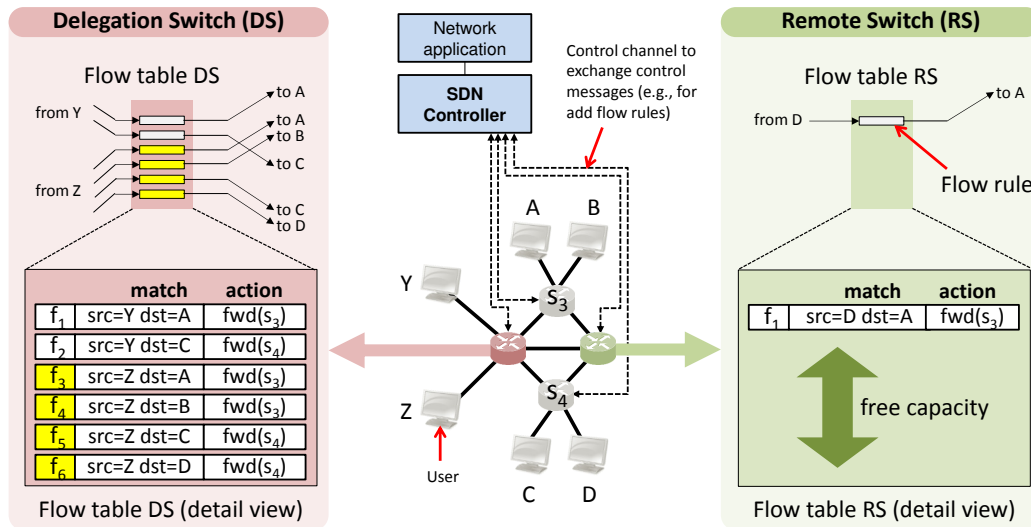 Delegation Switch (DS)
Flow table DS
from Y
from Z
to A
to A
to B
to C
to C
to D
match action
f1 src=Y dst=A fwd(s3)
f2 src=Y dst=C fwd(s4)
f3 src=Z dst=A fwd(s3)
f4 src=Z dst=B fwd(s3)
f5 src=Z dst=C fwd(s4)
f6 src=Z dst=D fwd(s4)
Flow table DS (detail view)
Network
application
SDN
Controller
Control channel to
exchange control
messages (e.g., for
add flow rules)
A B
Y
S3
Z
S4
User
C D
Remote Switch (RS)
Flow table RS
to A
from D
Flow rule
match action
f1 src=D dst=A fwd(s3)
free capacity
Flow table RS (detail view)